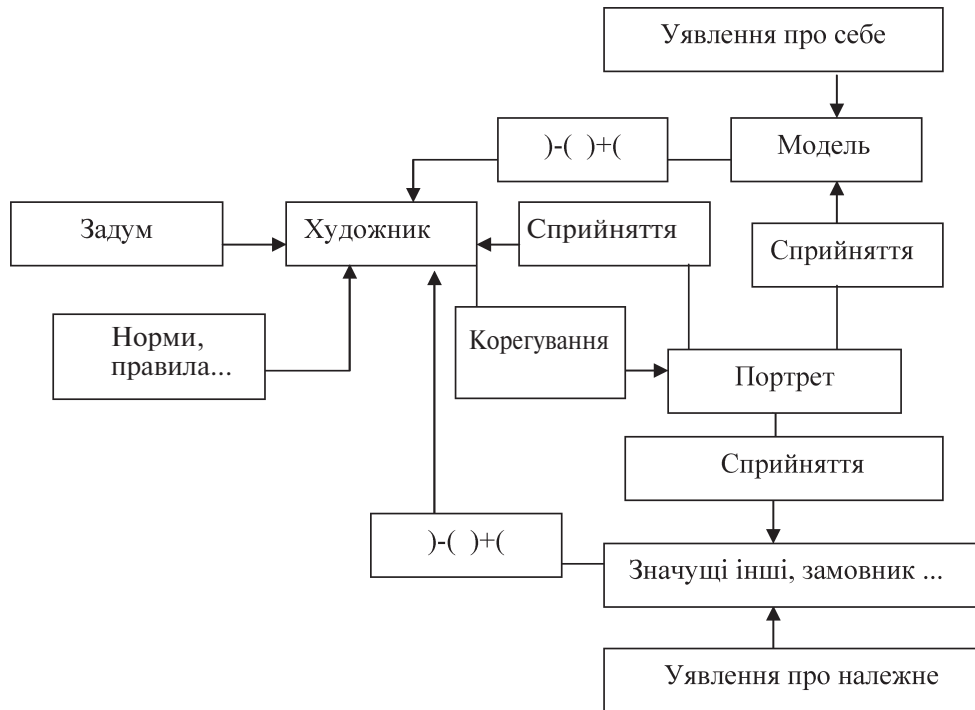 Уявлення про себе
)-( )+(
Модель
Задум
Художник
Сприйняття
Сприйняття
Норми,
правила...
Корегування
Портрет
Сприйняття
)-( )+(
Значущі інші, замовник ...
Уявлення про належне